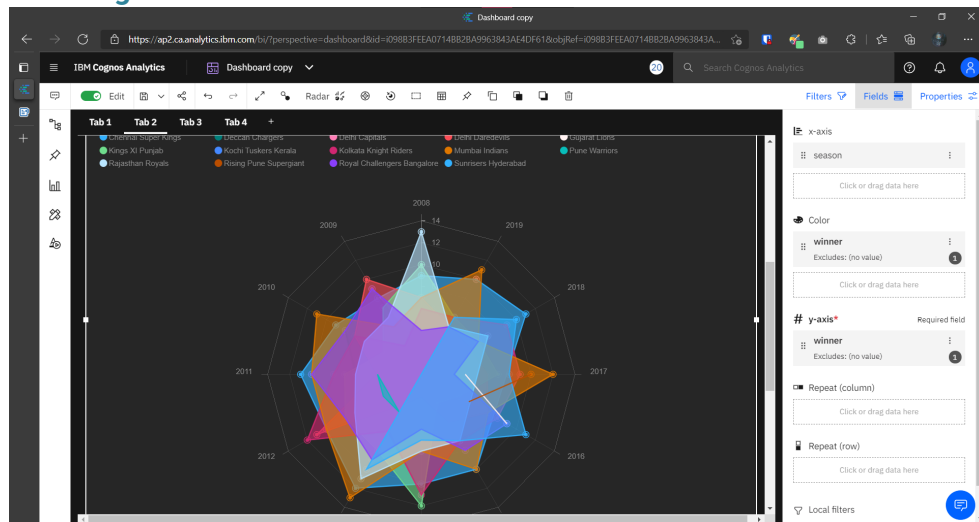 Dashboard copy
https://ap2.ca.analytics.ibm.com/bi/?perspective=dashboard&id=i098B3FEEA0714BB2BA9963843AE4DF61&objRef=i098B3FEEA0714BB2BA9963843A...
IBM Cognos Analytics
Dashboard copy
20
Search Cognos Analytics
Edit
Radar
Filters
Fields
Properties
Tab 1 Tab 2 Tab 3 Tab 4 +
Chennai Super Kings Deccan Chargers Delhi Capitals Delhi Daredevils Gujarat Lions
Kings XI Punjab Kochi Tuskers Kerala Kolkata Knight Riders Mumbai Indians Pune Warriors
Rajasthan Royals Rising Pune Supergiant Royal Challengers Bangalore Sunrisers Hyderabad
2008
14
2009
2019
12
10
2010
2018
2011
2017
2012
2016
x-axis
season
Click or drag data here
Color
winner
Excludes: (no value)
1
Click or drag data here
# y-axis*
Required field
winner
Excludes: (no value)
1
Repeat (column)
Click or drag data here
Repeat (row)
Click or drag data here
Local filters